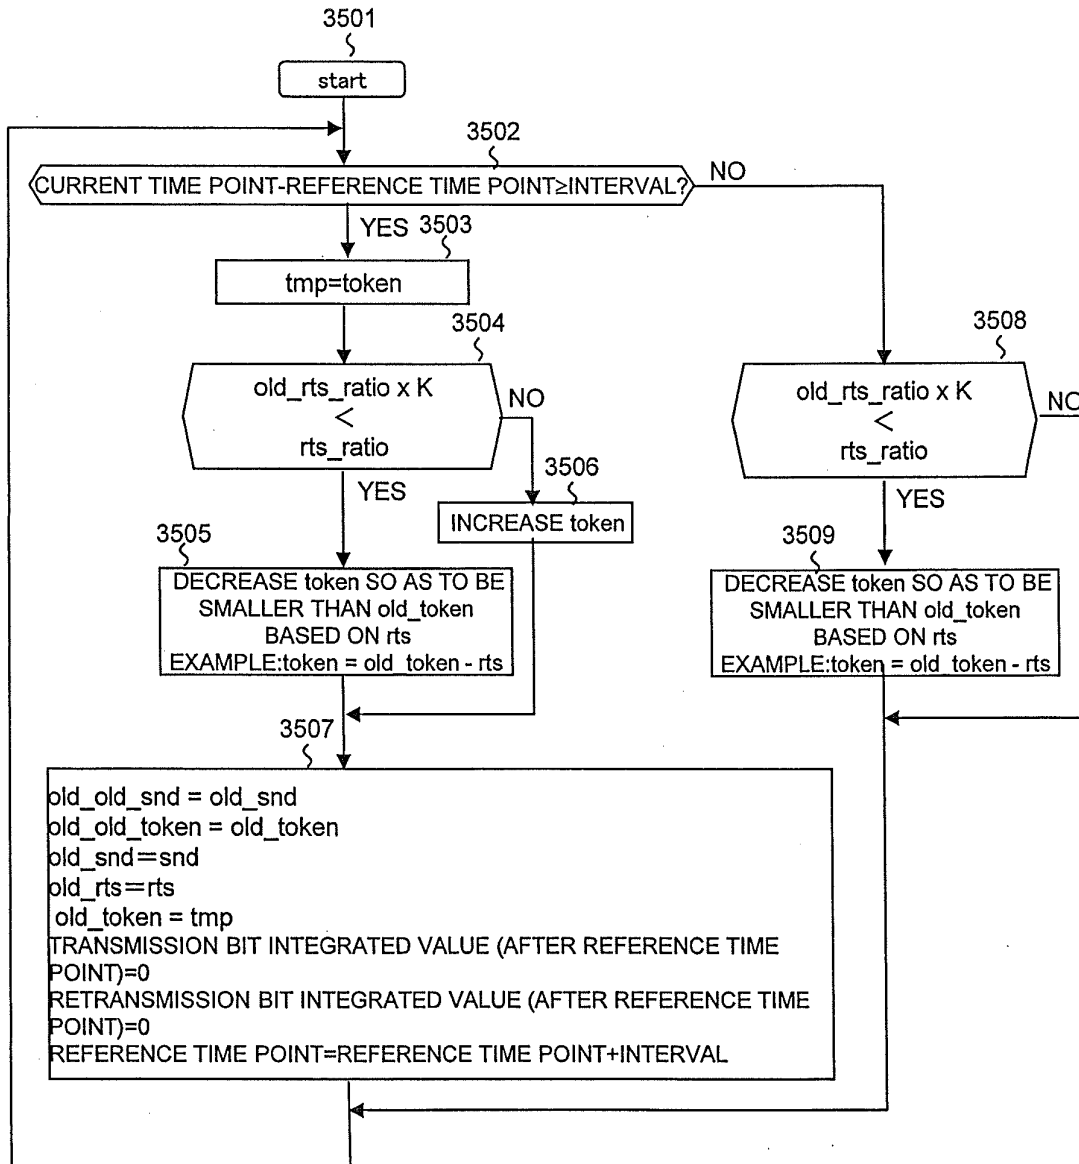 3501
start
3502
CURRENT TIME POINT-REFERENCE TIME POINT≥INTERVAL?
NO
YES
3503
tmp=token
3504
old_rts_ratio x K
<
rts_ratio
NO
YES
3506
INCREASE token
3505
DECREASE token SO AS TO BE
SMALLER THAN old_token
BASED ON rts
EXAMPLE:token = old_token - rts
3508
old_rts_ratio x K
<
rts_ratio
NO
YES
3509
DECREASE token SO AS TO BE
SMALLER THAN old_token
BASED ON rts
EXAMPLE:token = old_token - rts
3507
old_old_snd = old_snd
old_old_token = old_token
old_snd=snd
old_rts=rts
old_token = tmp
TRANSMISSION BIT INTEGRATED VALUE (AFTER REFERENCE TIME
POINT)=0
RETRANSMISSION BIT INTEGRATED VALUE (AFTER REFERENCE TIME
POINT)=0
REFERENCE TIME POINT=REFERENCE TIME POINT+INTERVAL